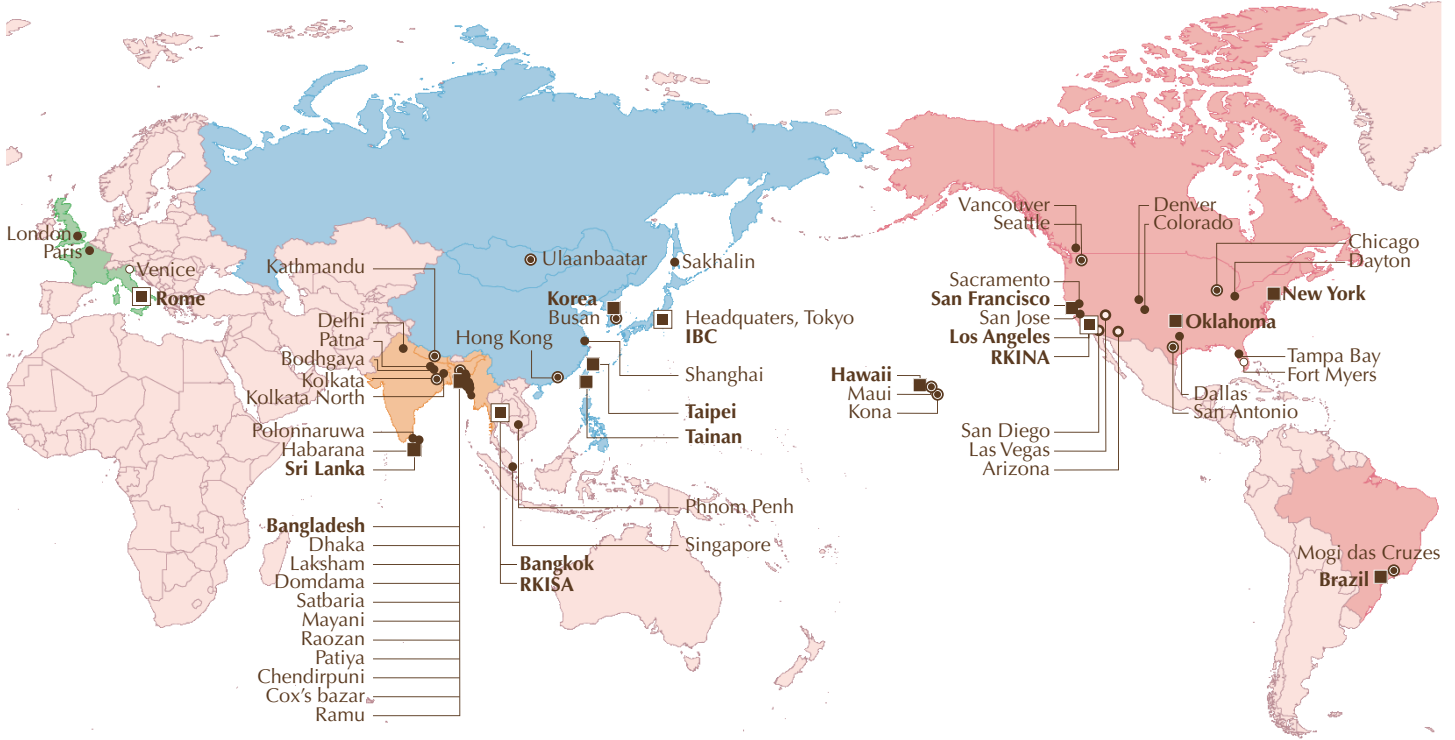 London
Paris
Venice
Rome
Kathmandu
Delhi
Patna
Bodhgaya
Kolkata
Kolkata North
Polonnaruwa
Habarana
Sri Lanka
Bangladesh
Dhaka
Laksham
Domdama
Satbaria
Mayani
Raozan
Patiya
Chendirpuni
Cox's bazar
Ramu
Ulaanbaatar
Sakhalin
Korea
Busan
Headquaters, Tokyo
IBC
Hong Kong
Shanghai
Taipei
Tainan
Phnom Penh
Singapore
Bangkok
RKISA
Hawaii
Maui
Kona
Vancouver
Seattle
Sacramento
San Francisco
San Jose
Los Angeles
RKINA
San Diego
Las Vegas
Arizona
Denver
Colorado
Chicago
Dayton
New York
Oklahoma
Tampa Bay
Fort Myers
Dallas
San Antonio
Mogi das Cruzes
Brazil